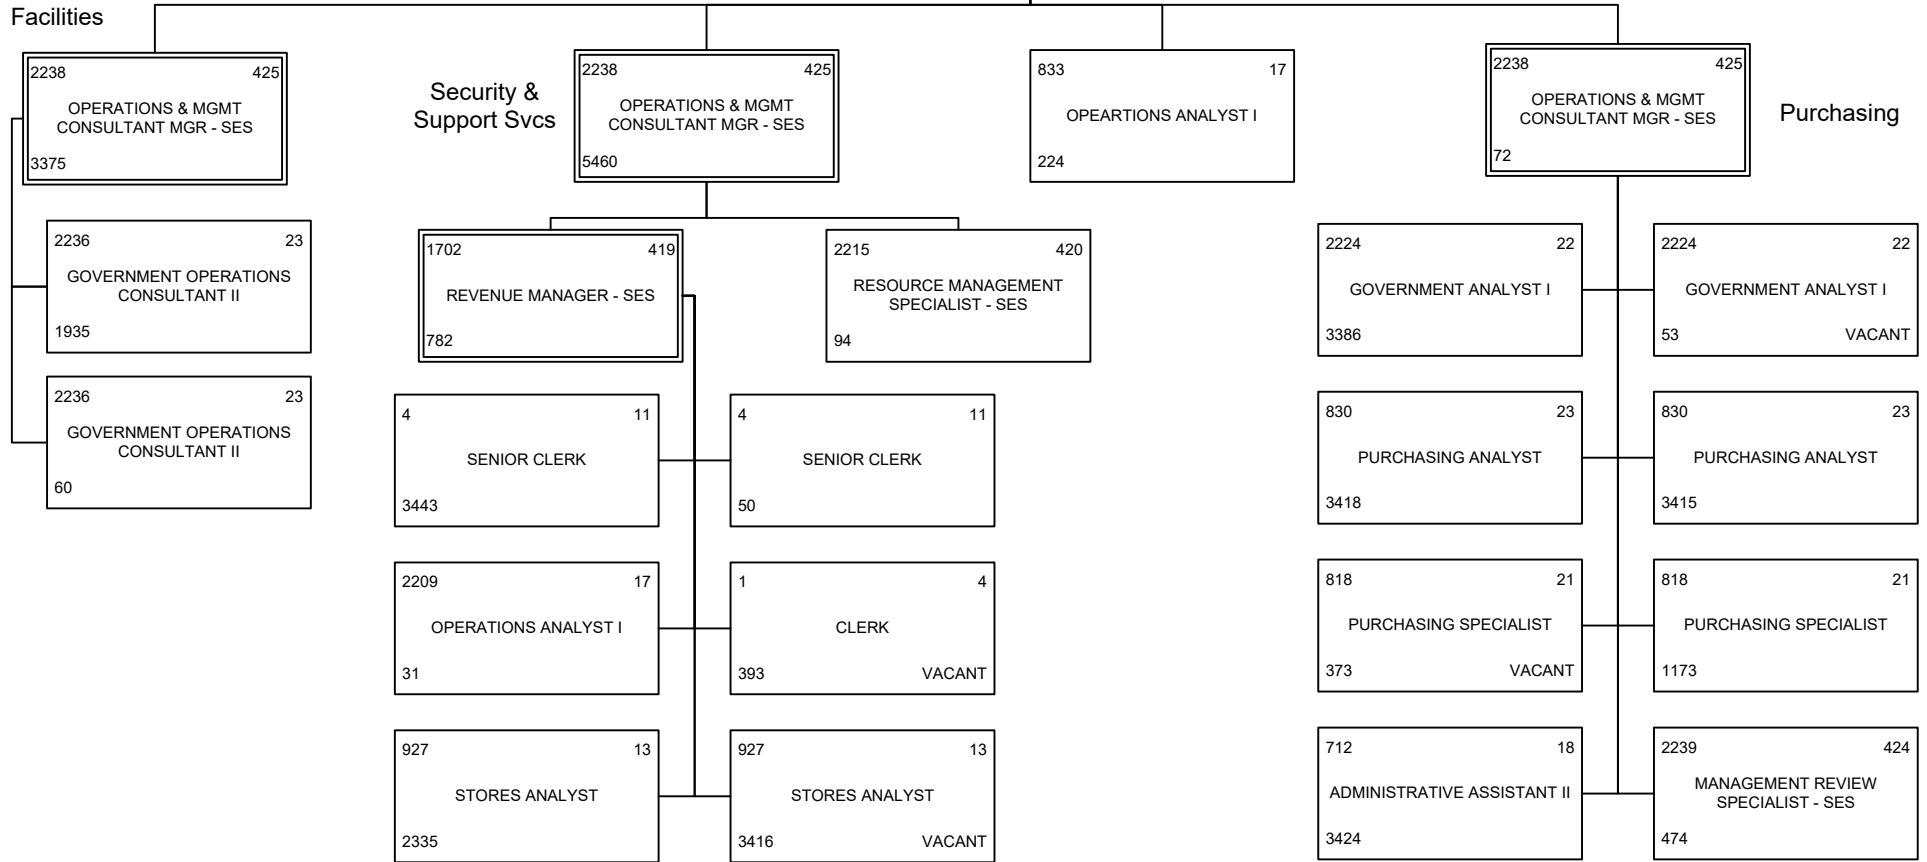 Facilities
2238 425
OPERATIONS & MGMT
CONSULTANT MGR - SES
3375
2236 23
GOVERNMENT OPERATIONS
CONSULTANT II
1935
2236 23
GOVERNMENT OPERATIONS
CONSULTANT II
60
Security &
Support Svcs
2238 425
OPERATIONS & MGMT
CONSULTANT MGR - SES
5460
1702 419
REVENUE MANAGER - SES
782
2215 420
RESOURCE MANAGEMENT
SPECIALIST - SES
94
4 11
SENIOR CLERK
3443
4 11
SENIOR CLERK
50
2209 17
OPERATIONS ANALYST I
31
1 4
CLERK
393 VACANT
927 13
STORES ANALYST
2335
927 13
STORES ANALYST
3416 VACANT
833 17
OPEARTIONS ANALYST I
224
2238 425
OPERATIONS & MGMT
CONSULTANT MGR - SES
72
Purchasing
2224 22
GOVERNMENT ANALYST I
3386
2224 22
GOVERNMENT ANALYST I
53 VACANT
830 23
PURCHASING ANALYST
3418
830 23
PURCHASING ANALYST
3415
818 21
PURCHASING SPECIALIST
373 VACANT
818 21
PURCHASING SPECIALIST
1173
712 18
ADMINISTRATIVE ASSISTANT II
3424
2239 424
MANAGEMENT REVIEW
SPECIALIST - SES
474